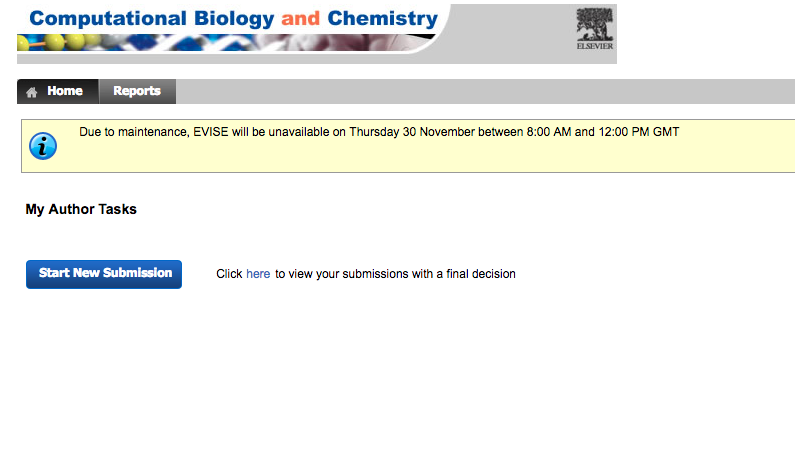 Computational Biology and Chemistry
ELSEVIER
Home Reports
Due to maintenance, EVISE will be unavailable on Thursday 30 November between 8:00 AM and 12:00 PM GMT
My Author Tasks
Start New Submission Click here to view your submissions with a final decision